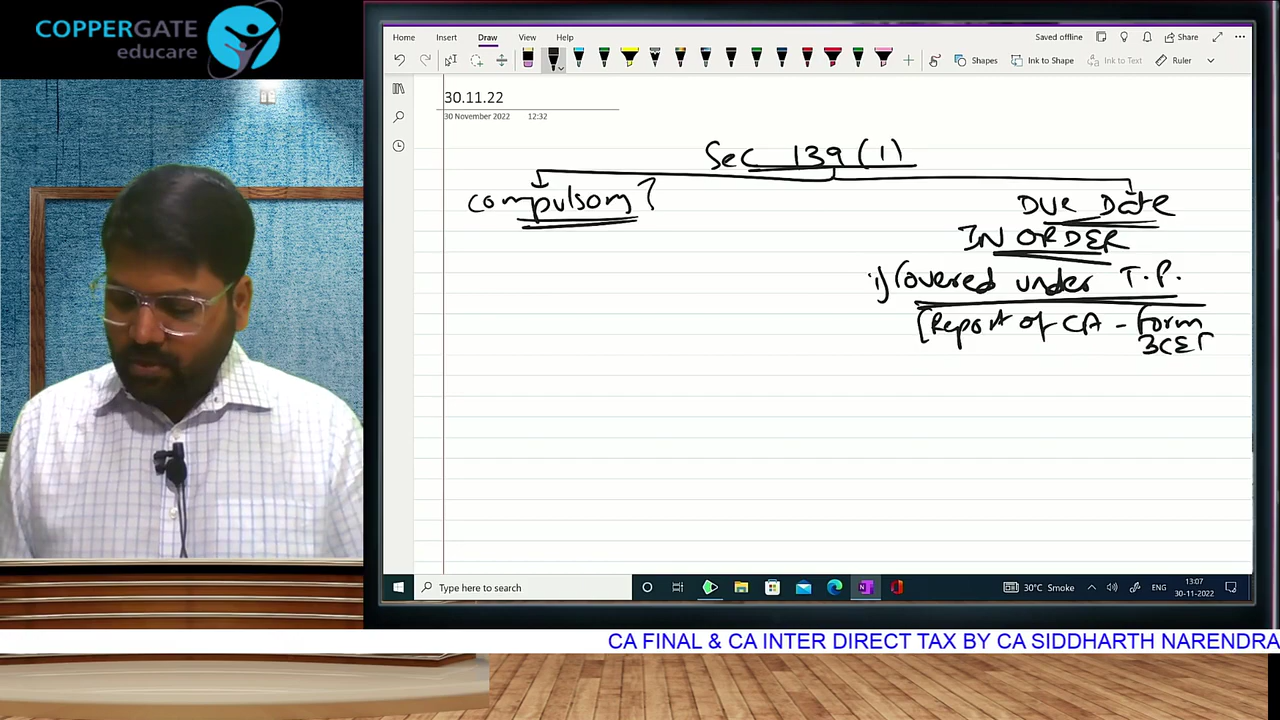 COPPERGATE
educare
Home Insert Draw View Help
Saved offline
Share
Shapes
Ink to Shape
Ink to Text
Ruler
30.11.22
30 November 2022 12:32
Sec 139 (1)
compulsory?
Due Date
IN ORDER
i) Covered under T.P.
[Report of CA - Form
3CE
Type here to search
30°C Smoke
ENG
13:07
30-11-2022
CA FINAL & CA INTER DIRECT TAX BY CA SIDDHARTH NARENDRA